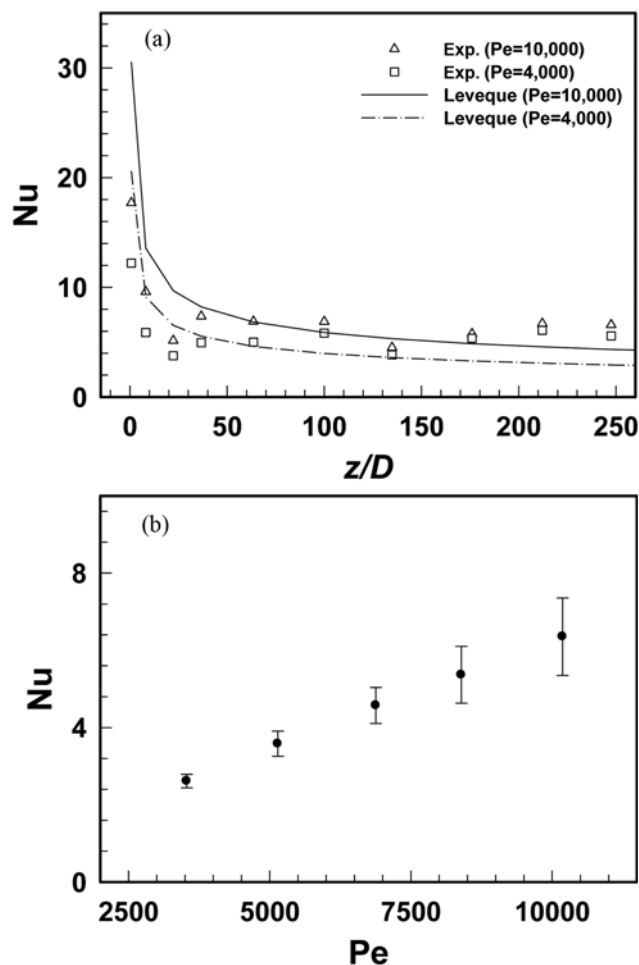 (a)
Exp. (Pe=10,000)
Exp. (Pe=4,000)
Leveque (Pe=10,000)
Leveque (Pe=4,000)
30
20
10
0
Nu
0 50 100 150 200 250
z/D
(b)
8
4
0
Nu
2500 5000 7500 10000
Pe